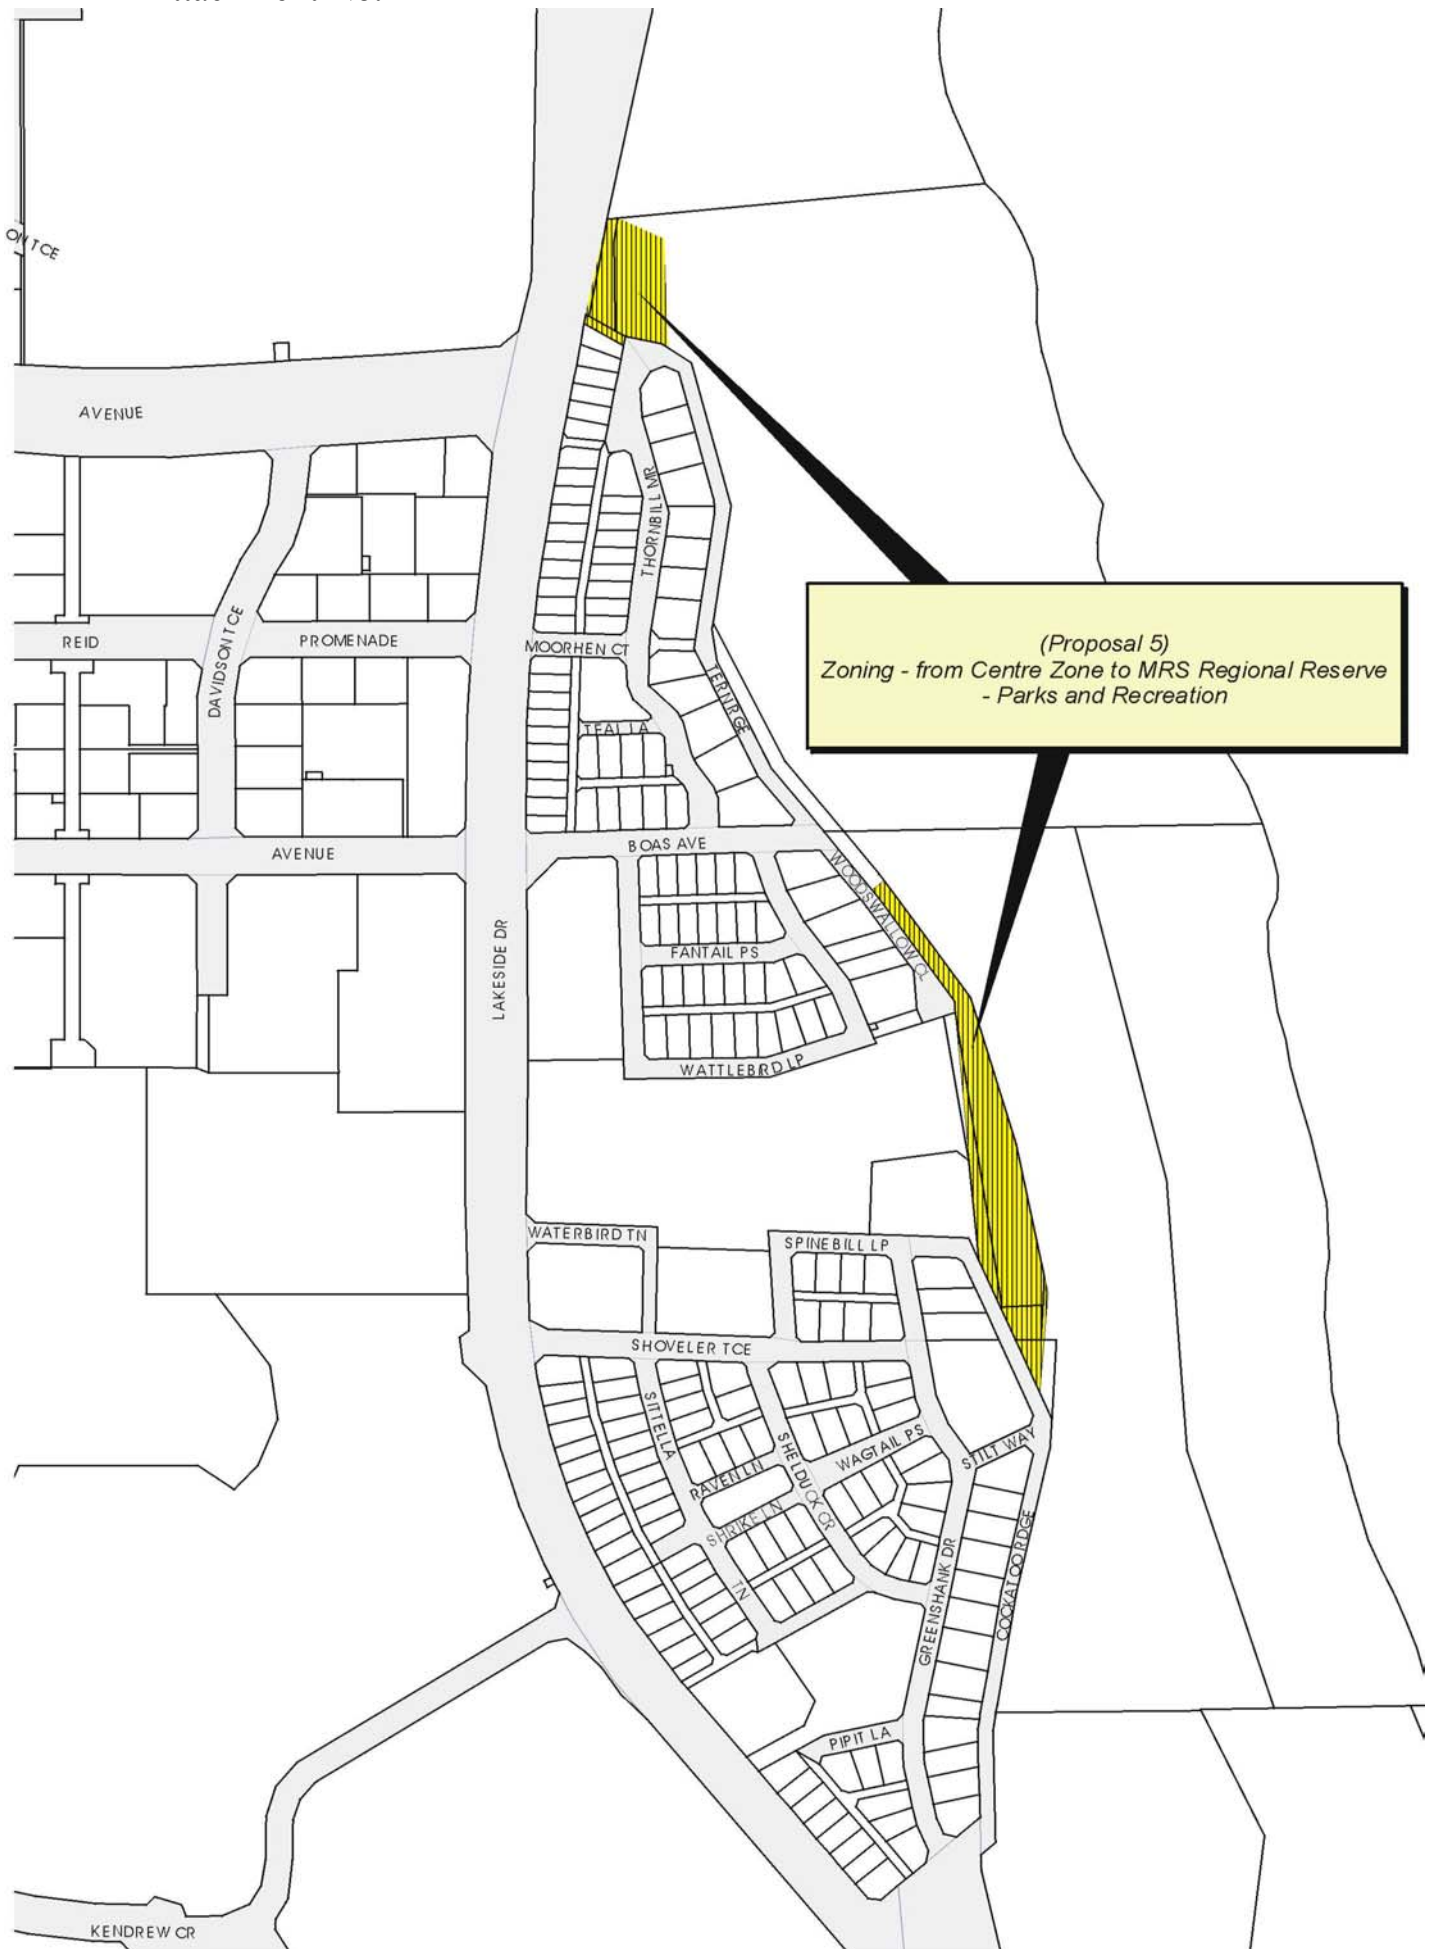 ON TCE
AVENUE
THORNBILL MR
(Proposal 5)
Zoning - from Centre Zone to MRS Regional Reserve
- Parks and Recreation
REID
PROMENADE
DAVIDSON TCE
MOORHEN CT
TERN RGE
TEAL LA
AVENUE
BOAS AVE
WOODSWALLOW CL
LAKESIDE DR
FANTAIL PS
WATTLEBIRD LP
WATERBIRD TN
SPINEBILL LP
SHOVELER TCE
SITTELLA
SHELDUCK CR
WAGTAIL PS
STILT WAY
RAVEN LN
SHRIKE LN
TN
GREENSHANK DR
COCKATOO RDGE
PIPIT LA
KENDREW CR